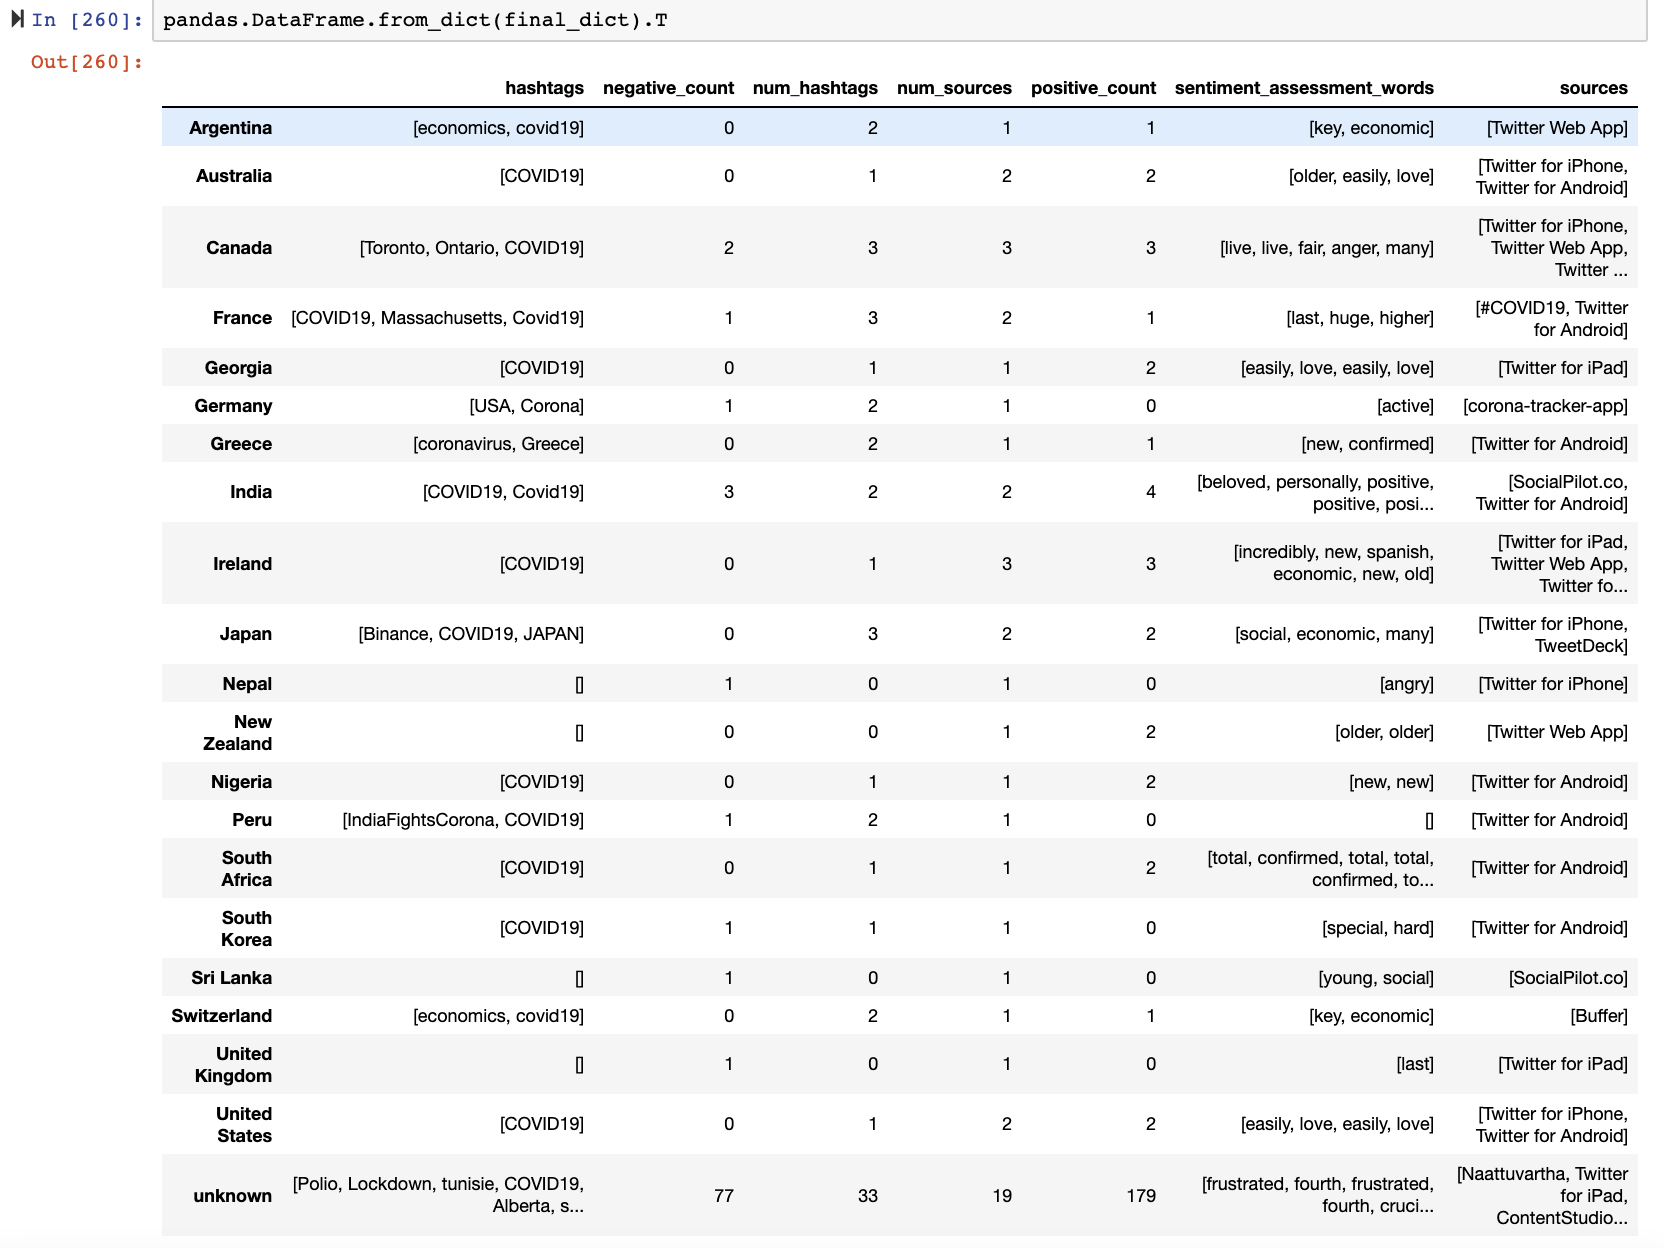 In [260]: pandas.DataFrame.from_dict(final_dict).T
Out[260]:
hashtags negative_count num_hashtags num_sources positive_count sentiment_assessment_words sources
Argentina [economics, covid19] 0 2 1 1 [key, economic] [Twitter Web App]
Australia [COVID19] 0 1 2 2 [older, easily, love] [Twitter for iPhone,
Twitter for Android]
Canada [Toronto, Ontario, COVID19] 2 3 3 3 [live, live, fair, anger, many] [Twitter for iPhone,
Twitter Web App,
Twitter ...
France [COVID19, Massachusetts, Covid19] 1 3 2 1 [last, huge, higher] [#COVID19, Twitter
for Android]
Georgia [COVID19] 0 1 1 2 [easily, love, easily, love] [Twitter for iPad]
Germany [USA, Corona] 1 2 1 0 [active] [corona-tracker-app]
Greece [coronavirus, Greece] 0 2 1 1 [new, confirmed] [Twitter for Android]
India [COVID19, Covid19] 3 2 2 4 [beloved, personally, positive, [SocialPilot.co,
positive, posi... Twitter for Android]
Ireland [COVID19] 0 1 3 3 [incredibly, new, spanish, [Twitter for iPad,
economic, new, old] Twitter Web App,
Twitter fo...
Japan [Binance, COVID19, JAPAN] 0 3 2 2 [social, economic, many] [Twitter for iPhone,
TweetDeck]
Nepal [] 1 0 1 0 [angry] [Twitter for iPhone]
New
Zealand [] 0 0 1 2 [older, older] [Twitter Web App]
Nigeria [COVID19] 0 1 1 2 [new, new] [Twitter for Android]
Peru [IndiaFightsCorona, COVID19] 1 2 1 0 [] [Twitter for Android]
South
Africa [COVID19] 0 1 1 2 [total, confirmed, total, total, [Twitter for Android]
confirmed, to...
South
Korea [COVID19] 1 1 1 0 [special, hard] [Twitter for Android]
Sri Lanka [] 1 0 1 0 [young, social] [SocialPilot.co]
Switzerland [economics, covid19] 0 2 1 1 [key, economic] [Buffer]
United
Kingdom [] 1 0 1 0 [last] [Twitter for iPad]
United
States [COVID19] 0 1 2 2 [easily, love, easily, love] [Twitter for iPhone,
Twitter for Android]
unknown [Polio, Lockdown, tunisie, COVID19, 77 33 19 179 [frustrated, fourth, frustrated, [Naattuvartha, Twitter
Alberta, s... fourth, cruci... for iPad,
ContentStudio...